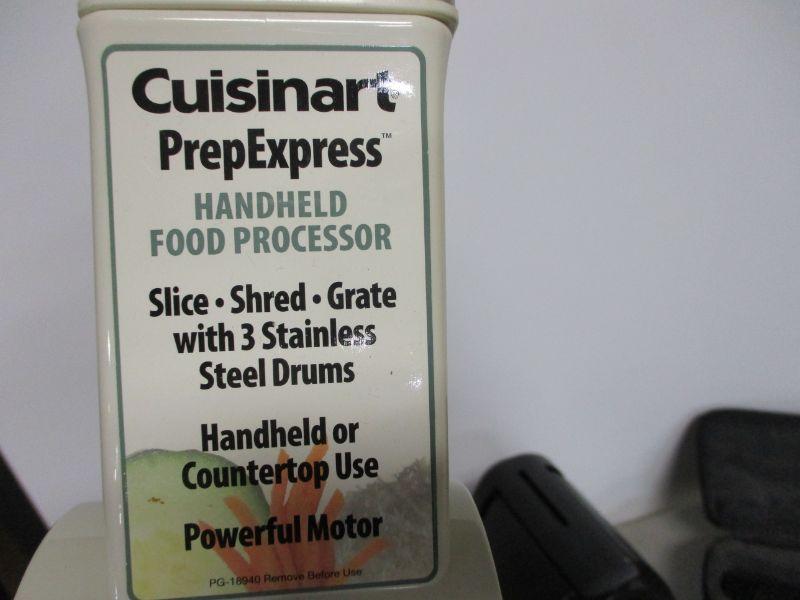 Cuisinart®
PrepExpress™
HANDHELD
FOOD PROCESSOR
Slice • Shred • Grate
with 3 Stainless
Steel Drums
Handheld or
Countertop Use
Powerful Motor
PG-18940 Remove Before Use